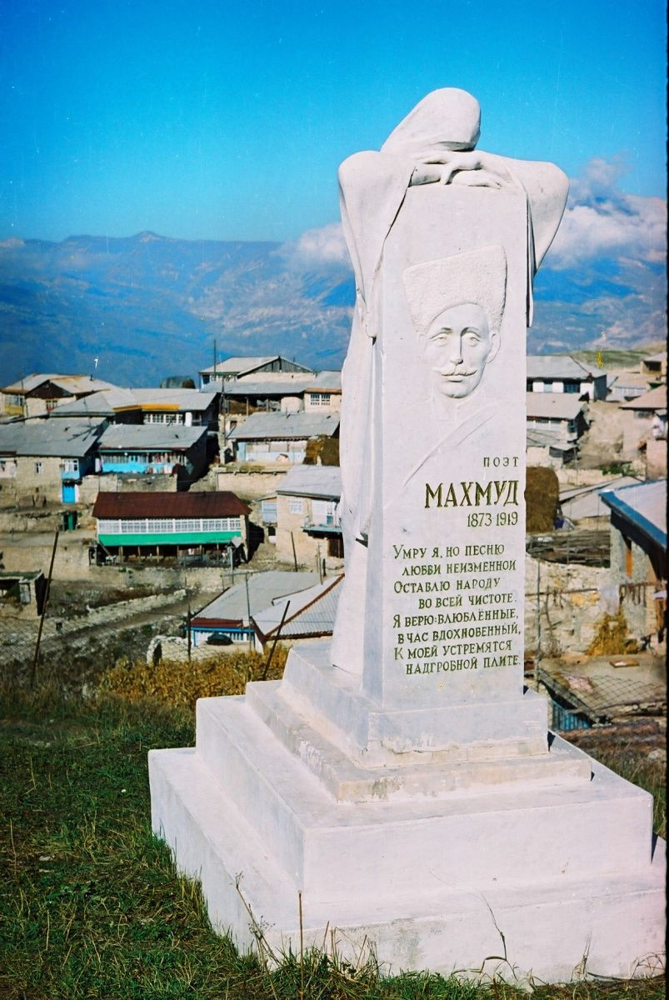 ПОЭТ
МАХМУД
1873 1919
УМРУ Я, НО ПЕСНЮ
ЛЮБВИ НЕИЗМЕННОЙ
ОСТАВЛЮ НАРОДУ
ВО ВСЕЙ ЧИСТОТЕ.
Я ВЕРЮ: ВЛЮБЛЁННЫЕ,
В ЧАС ВДОХНОВЕННЫЙ,
К МОЕЙ УСТРЕМЯТСЯ
НАДГРОБНОЙ ПЛИТЕ.